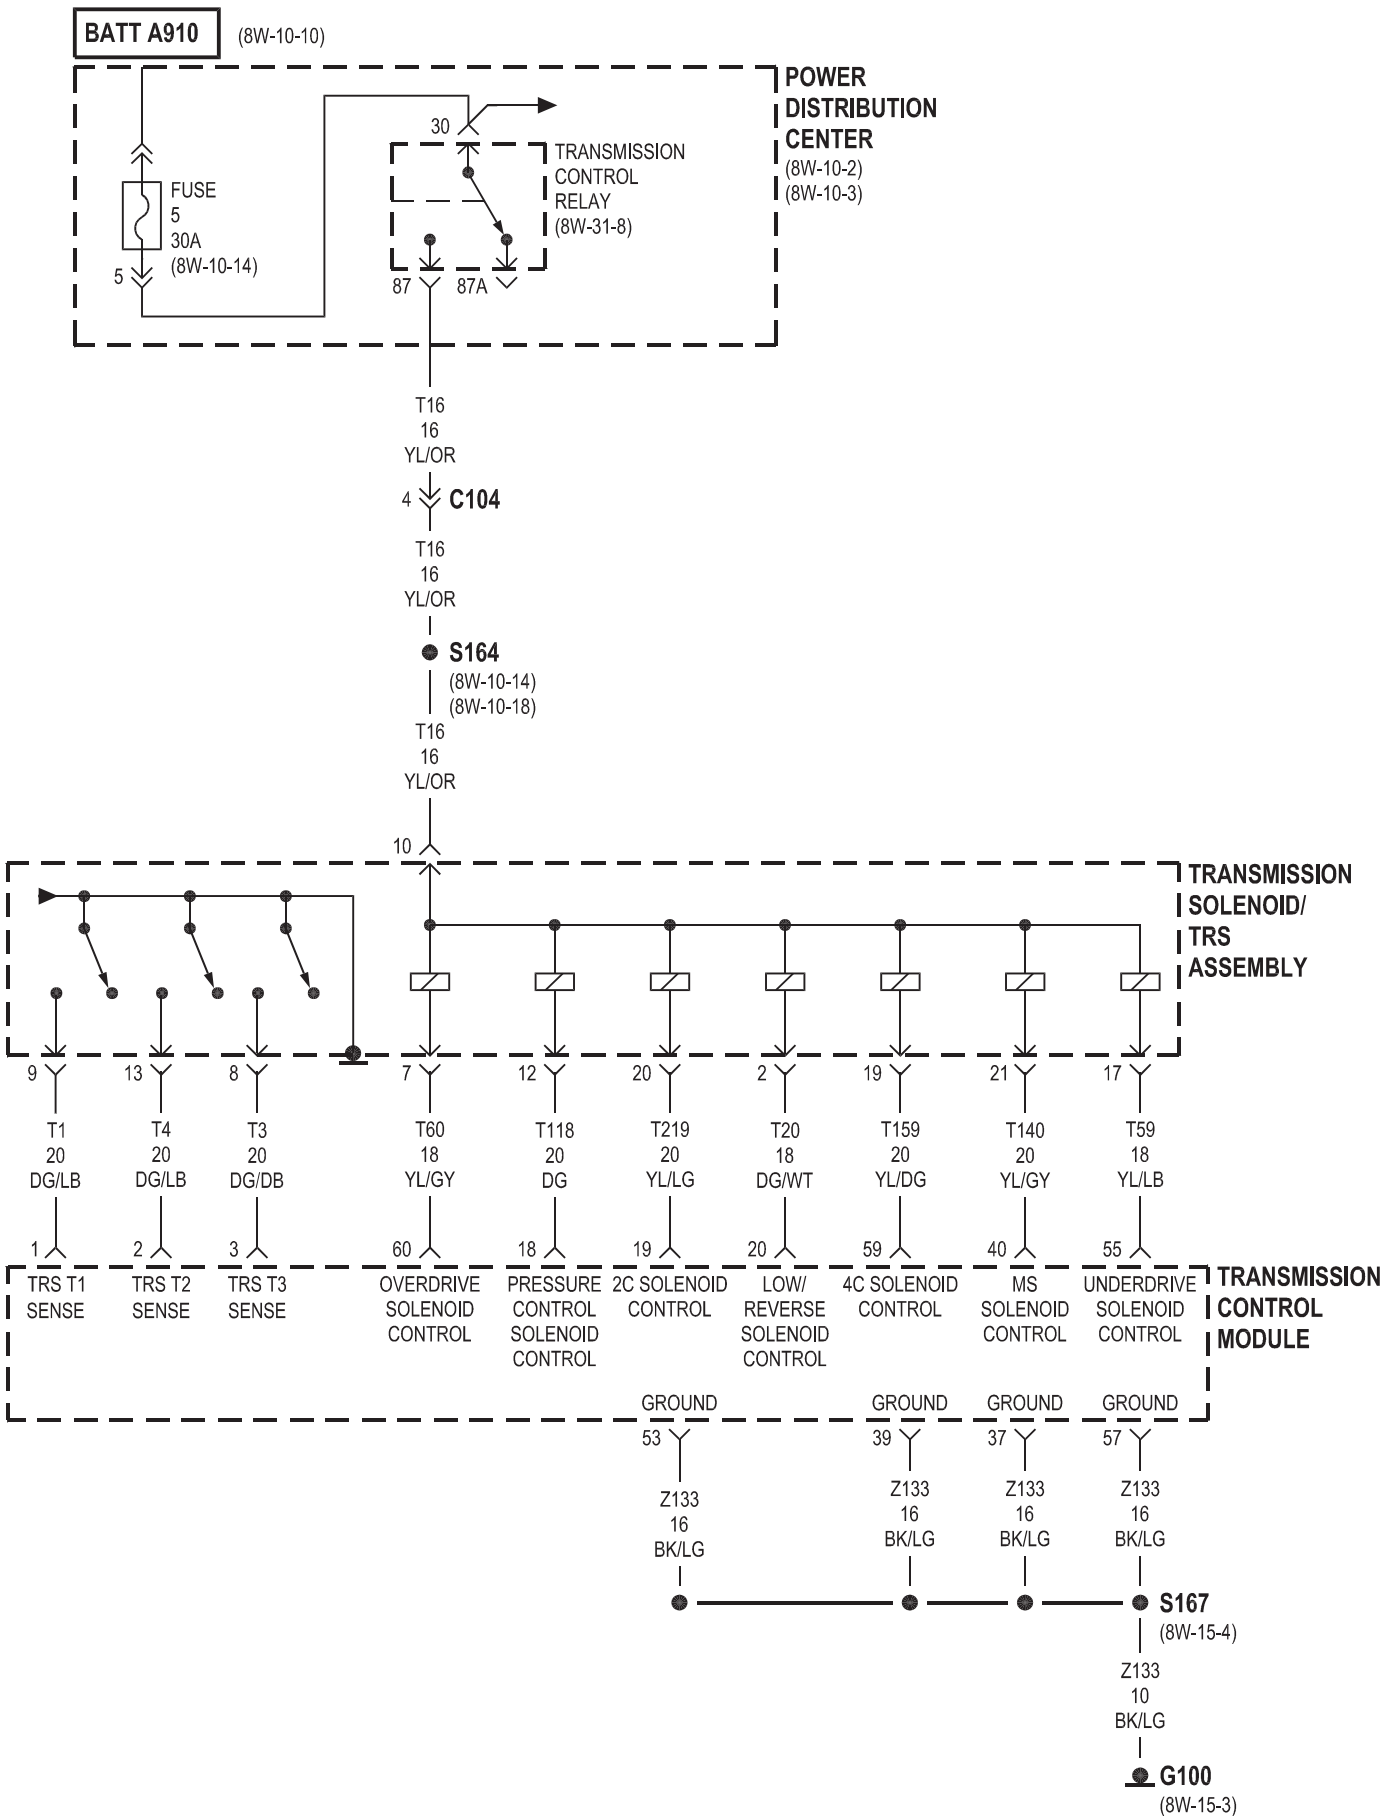 BATT A910 (8W-10-10)
POWER
DISTRIBUTION
CENTER
(8W-10-2)
(8W-10-3)
30
TRANSMISSION
CONTROL
RELAY
(8W-31-8)
FUSE
5
30A
(8W-10-14)
5
87 87A
T16
16
YL/OR
4 C104
T16
16
YL/OR
S164
(8W-10-14)
(8W-10-18)
T16
16
YL/OR
10
TRANSMISSION
SOLENOID/
TRS
ASSEMBLY
9 13 8 7 12 20 2 19 21 17
T1 T4 T3 T60 T118 T219 T20 T159 T140 T59
20 20 20 18 20 20 18 20 20 18
DG/LB DG/LB DG/DB YL/GY DG YL/LG DG/WT YL/DG YL/GY YL/LB
1 2 3 60 18 19 20 59 40 55
TRANSMISSION
CONTROL
MODULE
TRS T1 TRS T2 TRS T3 OVERDRIVE PRESSURE 2C SOLENOID LOW/ 4C SOLENOID MS UNDERDRIVE
SENSE SENSE SENSE SOLENOID CONTROL CONTROL REVERSE CONTROL SOLENOID SOLENOID
CONTROL SOLENOID SOLENOID CONTROL CONTROL
CONTROL CONTROL
GROUND GROUND GROUND GROUND
53 39 37 57
Z133 Z133 Z133 Z133
16 16 16 16
BK/LG BK/LG BK/LG BK/LG
S167
(8W-15-4)
Z133
10
BK/LG
G100
(8W-15-3)